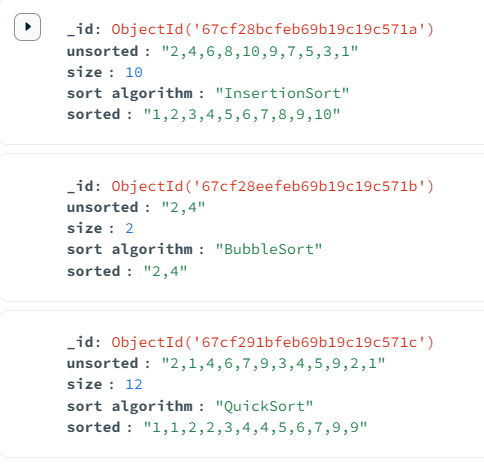 _id: ObjectId('67cf28bcfeb69b19c19c571a')
unsorted : "2,4,6,8,10,9,7,5,3,1"
size : 10
sort algorithm : "InsertionSort"
sorted : "1,2,3,4,5,6,7,8,9,10"
_id: ObjectId('67cf28eefeb69b19c19c571b')
unsorted : "2,4"
size : 2
sort algorithm : "BubbleSort"
sorted : "2,4"
_id: ObjectId('67cf291bfeb69b19c19c571c')
unsorted : "2,1,4,6,7,9,3,4,5,9,2,1"
size : 12
sort algorithm : "QuickSort"
sorted : "1,1,2,2,3,4,4,5,6,7,9,9"